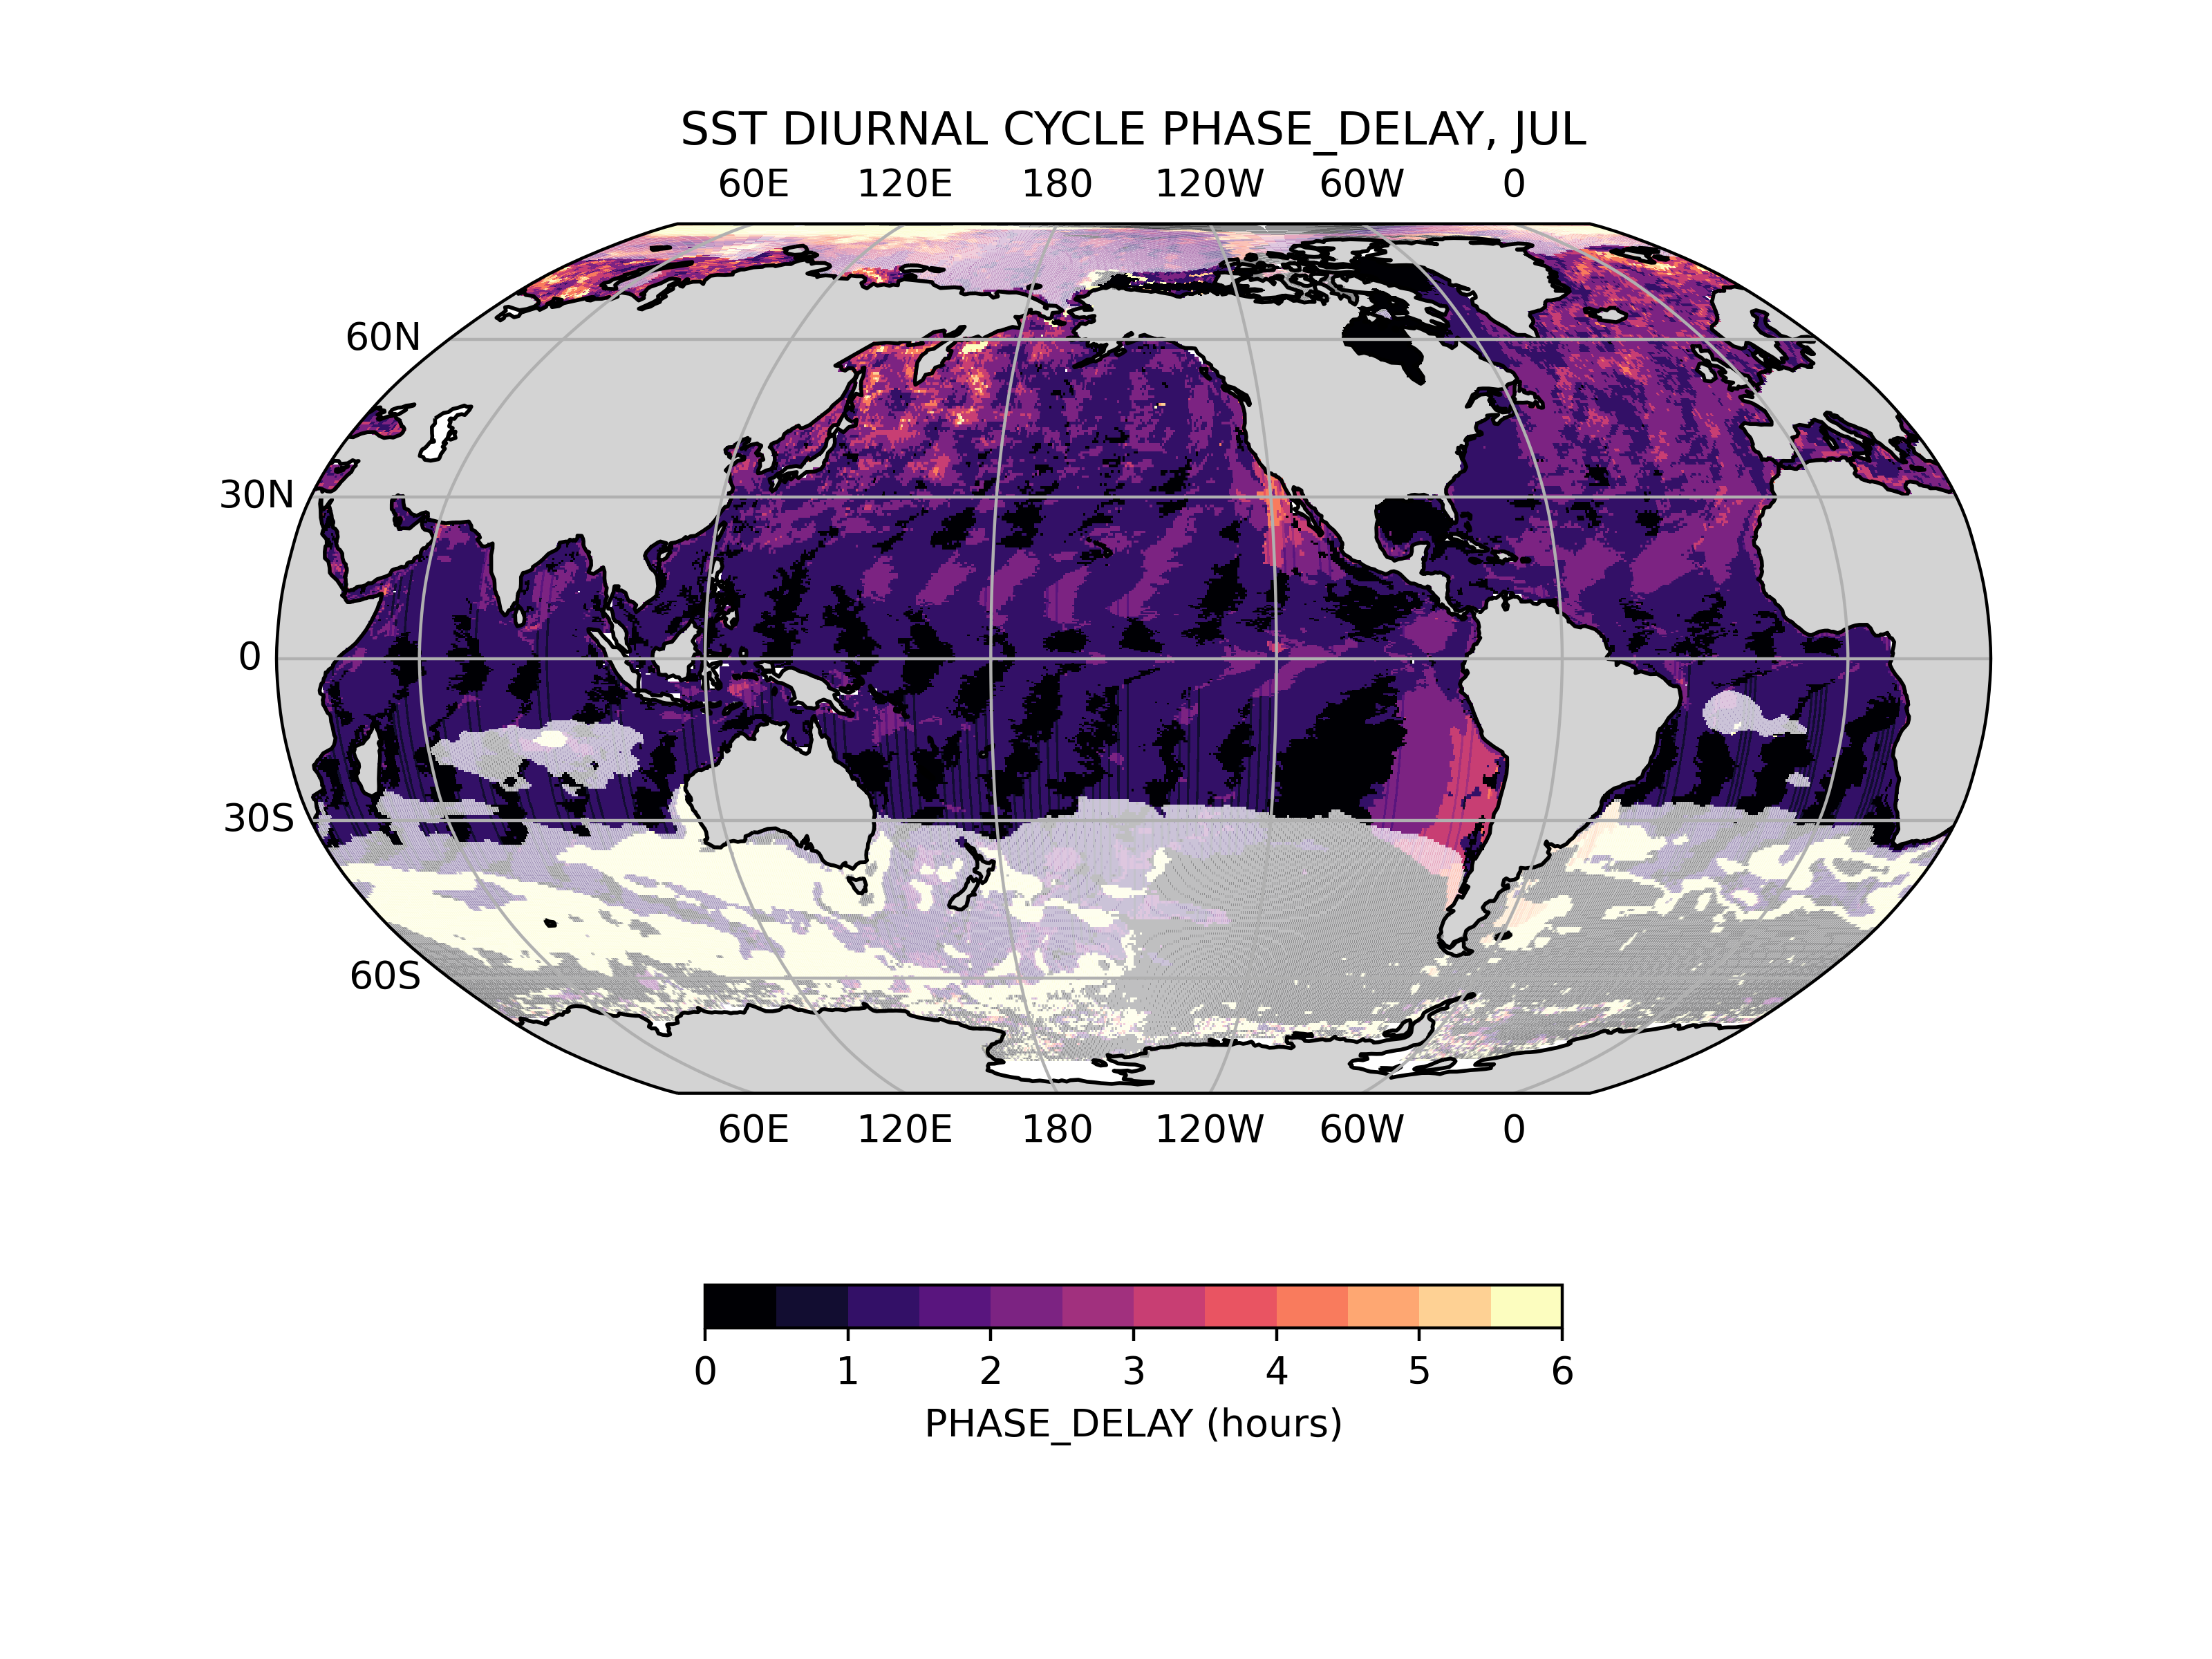 SST DIURNAL CYCLE PHASE_DELAY, JUL
60E 120E 180 120W 60W 0
60N
30N
0
30S
60S
60E 120E 180 120W 60W 0
0 1 2 3 4 5 6
PHASE_DELAY (hours)